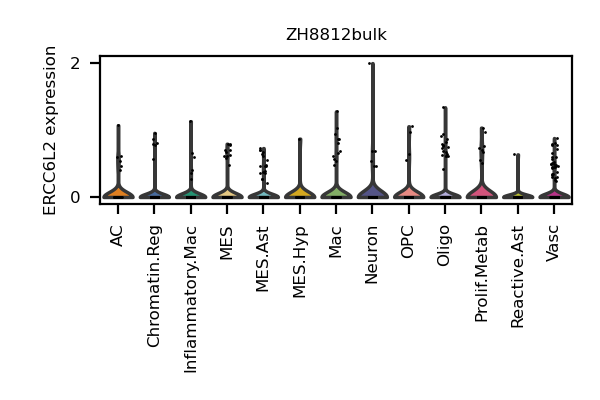 ZH8812bulk
ERCC6L2 expression
2
0
AC
Chromatin.Reg
Inflammatory.Mac
MES
MES.Ast
MES.Hyp
Mac
Neuron
OPC
Oligo
Prolif.Metab
Reactive.Ast
Vasc